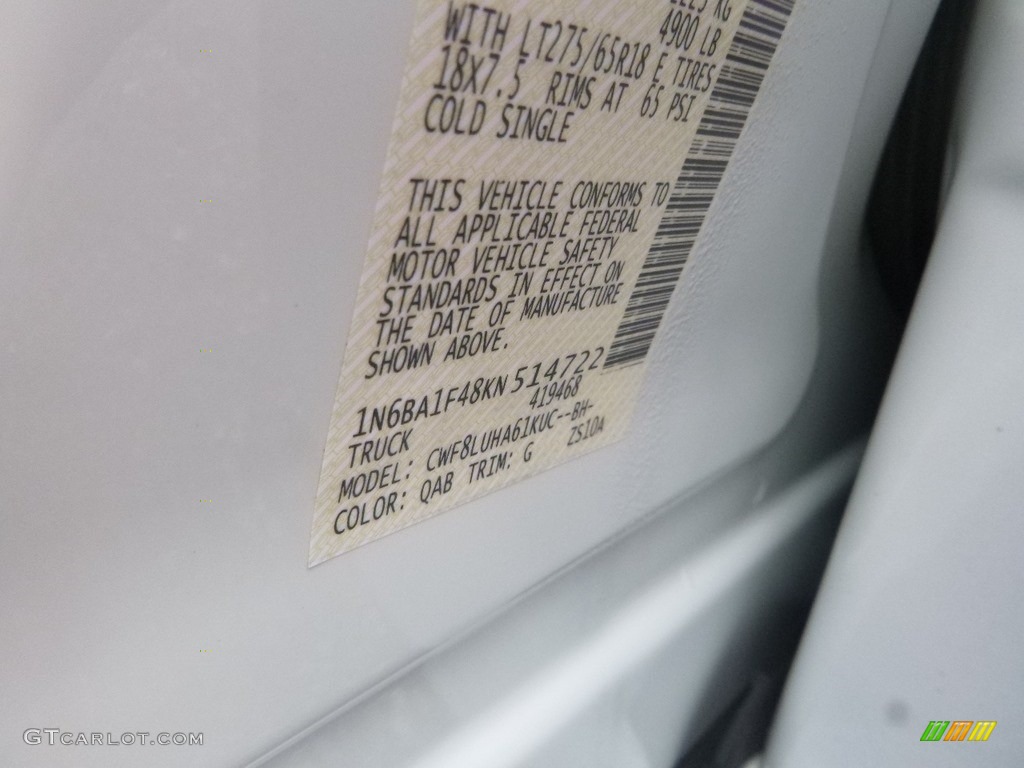 KG
4900 LB
WITH LT275/65R18 E TIRES
18X7.5 RIMS AT 65 PSI
COLD SINGLE
THIS VEHICLE CONFORMS TO
ALL APPLICABLE FEDERAL
MOTOR VEHICLE SAFETY
STANDARDS IN EFFECT ON
THE DATE OF MANUFACTURE
SHOWN ABOVE.
1N6BA1F48KN514722
TRUCK 419468
MODEL: CWF8LUHA61KUC--BH-
COLOR: QAB TRIM: G ZS10A
GTCARLOT.COM